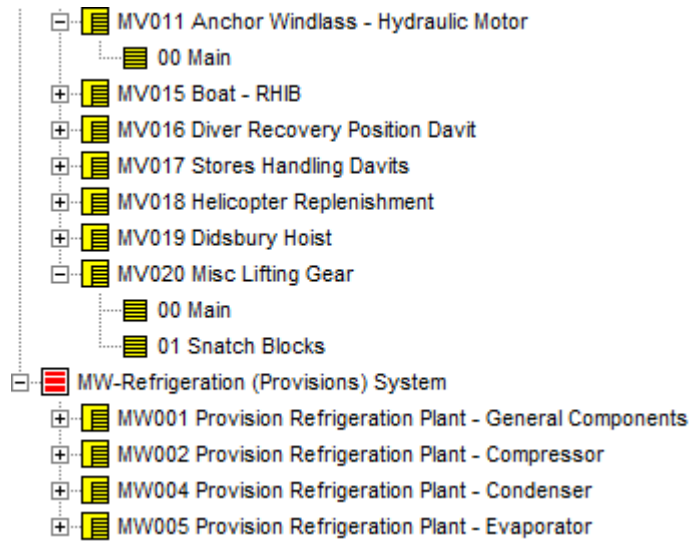 MV011 Anchor Windlass - Hydraulic Motor
00 Main
MV015 Boat - RHIB
MV016 Diver Recovery Position Davit
MV017 Stores Handling Davits
MV018 Helicopter Replenishment
MV019 Didsbury Hoist
MV020 Misc Lifting Gear
00 Main
01 Snatch Blocks
MW-Refrigeration (Provisions) System
MW001 Provision Refrigeration Plant - General Components
MW002 Provision Refrigeration Plant - Compressor
MW004 Provision Refrigeration Plant - Condenser
MW005 Provision Refrigeration Plant - Evaporator